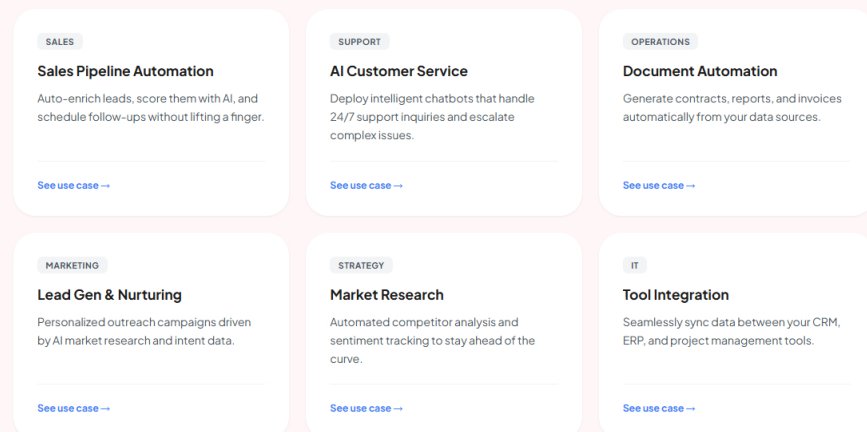 SALES
Sales Pipeline Automation
Auto-enrich leads, score them with AI, and
schedule follow-ups without lifting a finger.
See use case →
SUPPORT
AI Customer Service
Deploy intelligent chatbots that handle
24/7 support inquiries and escalate
complex issues.
See use case →
OPERATIONS
Document Automation
Generate contracts, reports, and invoices
automatically from your data sources.
See use case →
MARKETING
Lead Gen & Nurturing
Personalized outreach campaigns driven
by AI market research and intent data.
See use case →
STRATEGY
Market Research
Automated competitor analysis and
sentiment tracking to stay ahead of the
curve.
See use case →
IT
Tool Integration
Seamlessly sync data between your CRM,
ERP, and project management tools.
See use case →